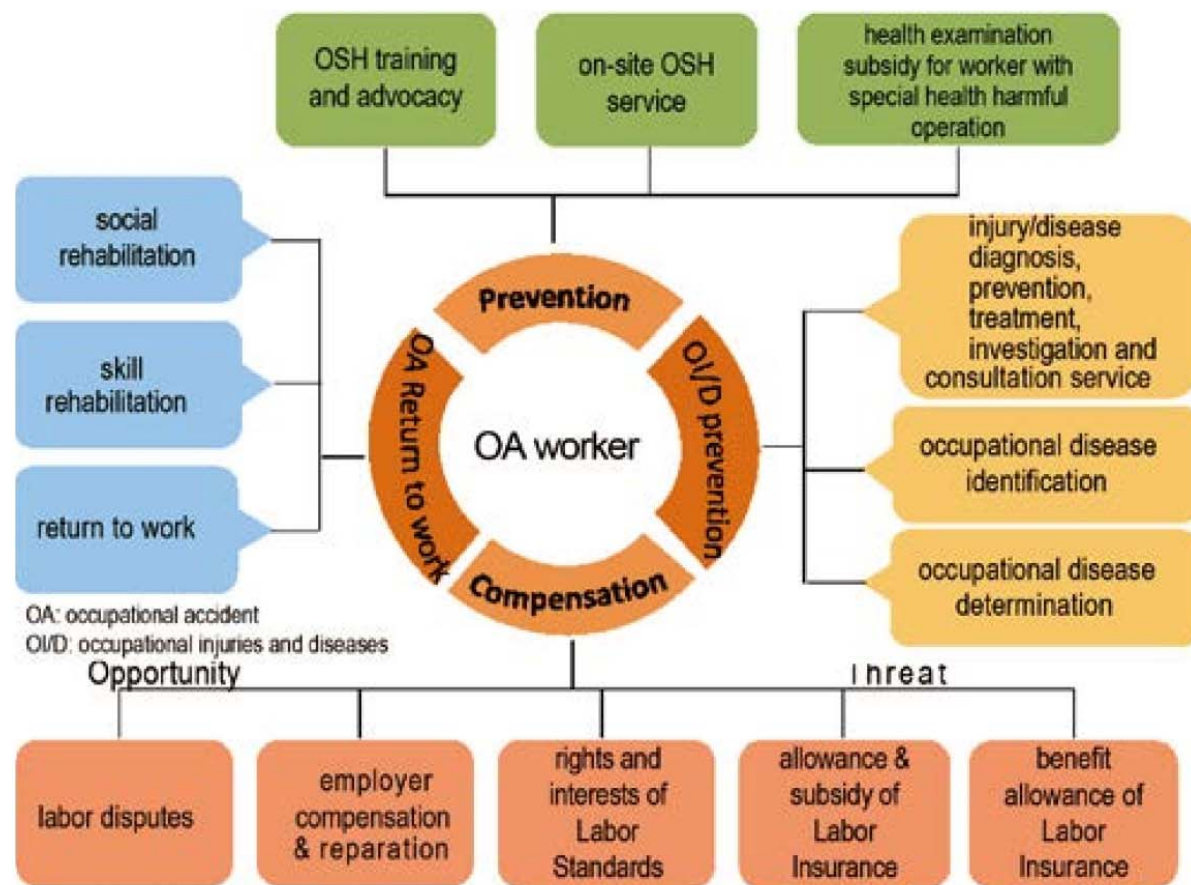 OSH training
and advocacy
on-site OSH
service
health examination
subsidy for worker with
special health harmful
operation
social
rehabilitation
skill
rehabilitation
return to work
Prevention
OA Return to work
OI/D prevention
Compensation
OA worker
injury/disease
diagnosis,
prevention,
treatment,
investigation and
consultation service
occupational disease
identification
occupational disease
determination
OA: occupational accident
OI/D: occupational injuries and diseases
Opportunity
Threat
labor disputes
employer
compensation
& reparation
rights and
interests of
Labor
Standards
allowance &
subsidy of
Labor
Insurance
benefit
allowance of
Labor
Insurance